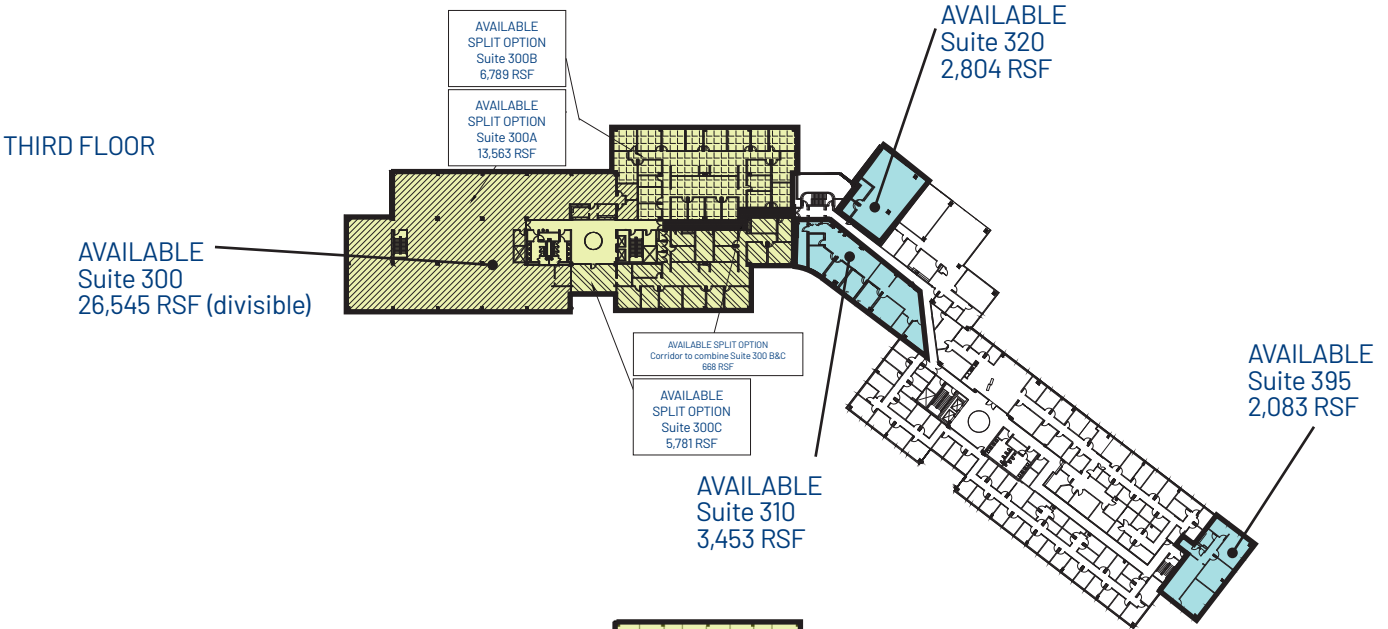 AVAILABLE
SPLIT OPTION
Suite 300B
6,789 RSF
AVAILABLE
SPLIT OPTION
Suite 300A
13,563 RSF
AVAILABLE
Suite 320
2,804 RSF
THIRD FLOOR
AVAILABLE
Suite 300
26,545 RSF (divisible)
AVAILABLE SPLIT OPTION
Corridor to combine Suite 300 B&C
668 RSF
AVAILABLE
SPLIT OPTION
Suite 300C
5,781 RSF
AVAILABLE
Suite 395
2,083 RSF
AVAILABLE
Suite 310
3,453 RSF